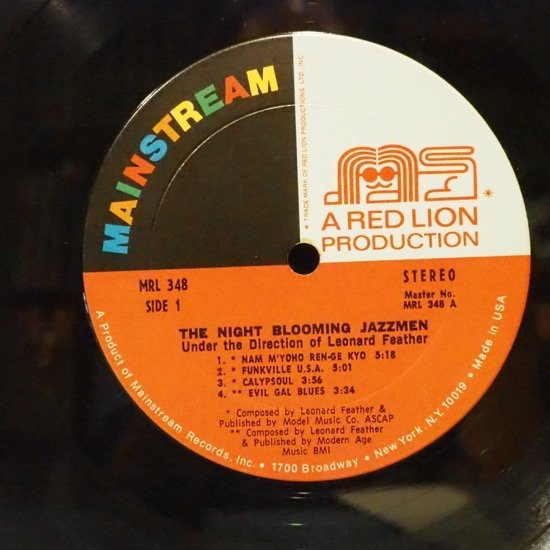 MAINSTREAM
* TRADE MARK OF RED LION PRODUCTIONS, LTD. INC.
*
A RED LION
PRODUCTION
MRL 348
SIDE 1
STEREO
Master No.
MRL 348 A
THE NIGHT BLOOMING JAZZMEN
Under the Direction of Leonard Feather
1. * NAM M'YOHO REN-GE KYO 5:18
2. * FUNKVILLE U.S.A. 5:01
3. * CALYPSOUL 3:56
4. ** EVIL GAL BLUES 3:34
* Composed by Leonard Feather &
Published by Model Music Co. ASCAP
** Composed by Leonard Feather
& Published by Modern Age
Music BMI
A Product of Mainstream Records, Inc. • 1700 Broadway • New York, N.Y. 10019 • Made in USA